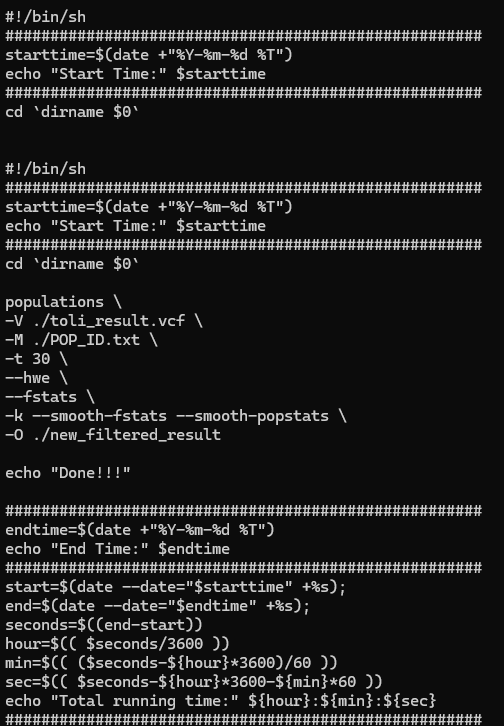 #!/bin/sh
#####################################################
starttime=$(date +"%Y-%m-%d %T")
echo "Start Time:" $starttime
#####################################################
cd `dirname $0`
#!/bin/sh
#####################################################
starttime=$(date +"%Y-%m-%d %T")
echo "Start Time:" $starttime
#####################################################
cd `dirname $0`
populations \
-V ./toli_result.vcf \
-M ./POP_ID.txt \
-t 30 \
--hwe \
--fstats \
-k --smooth-fstats --smooth-popstats \
-O ./new_filtered_result
echo "Done!!!"
#####################################################
endtime=$(date +"%Y-%m-%d %T")
echo "End Time:" $endtime
#####################################################
start=$(date --date="$starttime" +%s);
end=$(date --date="$endtime" +%s);
seconds=$((end-start))
hour=$(( $seconds/3600 ))
min=$(( ($seconds-${hour}*3600)/60 ))
sec=$(( $seconds-${hour}*3600-${min}*60 ))
echo "Total running time:" ${hour}:${min}:${sec}
#####################################################